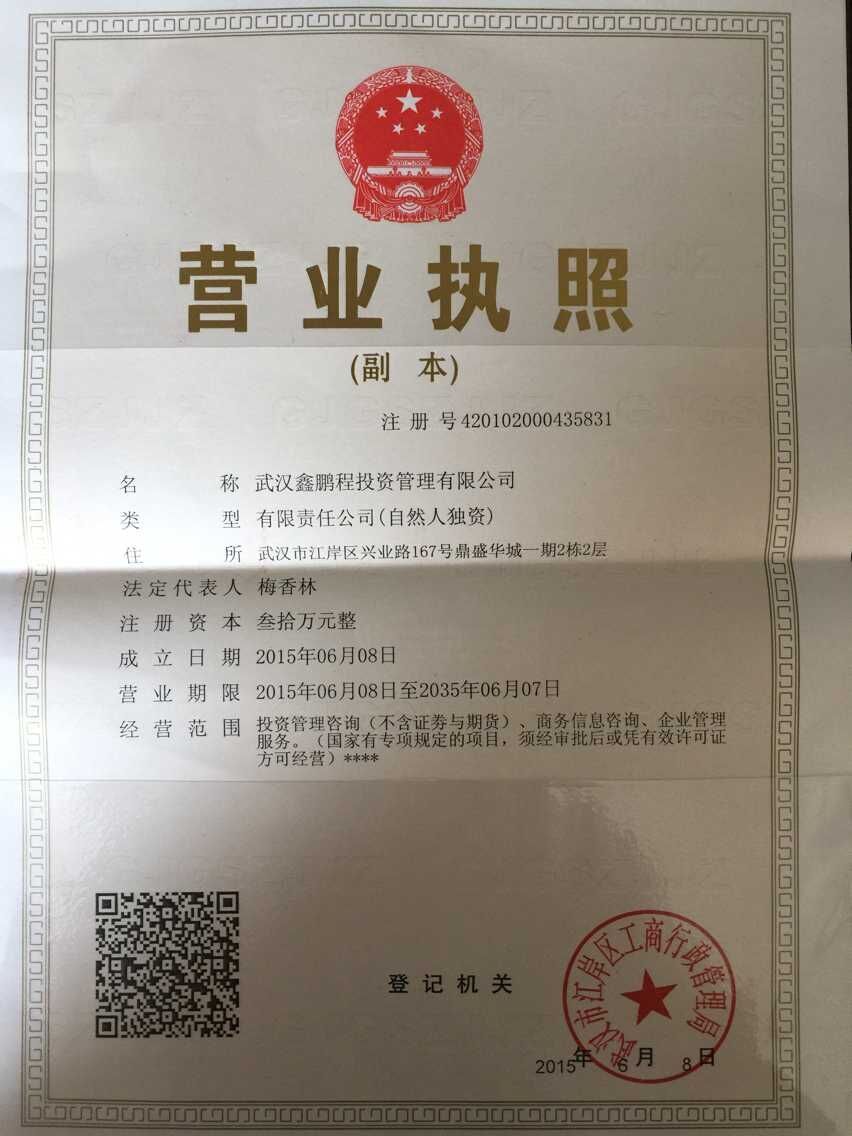 营业执照
(副 本)
注 册 号 420102000435831
名 称 武汉鑫鹏程投资管理有限公司
类 型 有限责任公司(自然人独资)
住 所 武汉市江岸区兴业路167号鼎盛华城一期2栋2层
法定代表人 梅香林
注 册 资 本 叁拾万元整
成 立 日 期 2015年06月08日
营 业 期 限 2015年06月08日至2035年06月07日
经 营 范 围 投资管理咨询（不含证券与期货）、商务信息咨询、企业管理
服务。（国家有专项规定的项目，须经审批后或凭有效许可证
方可经营）****
登 记 机 关
武汉市江岸区工商行政管理局
2015年 6月 8日